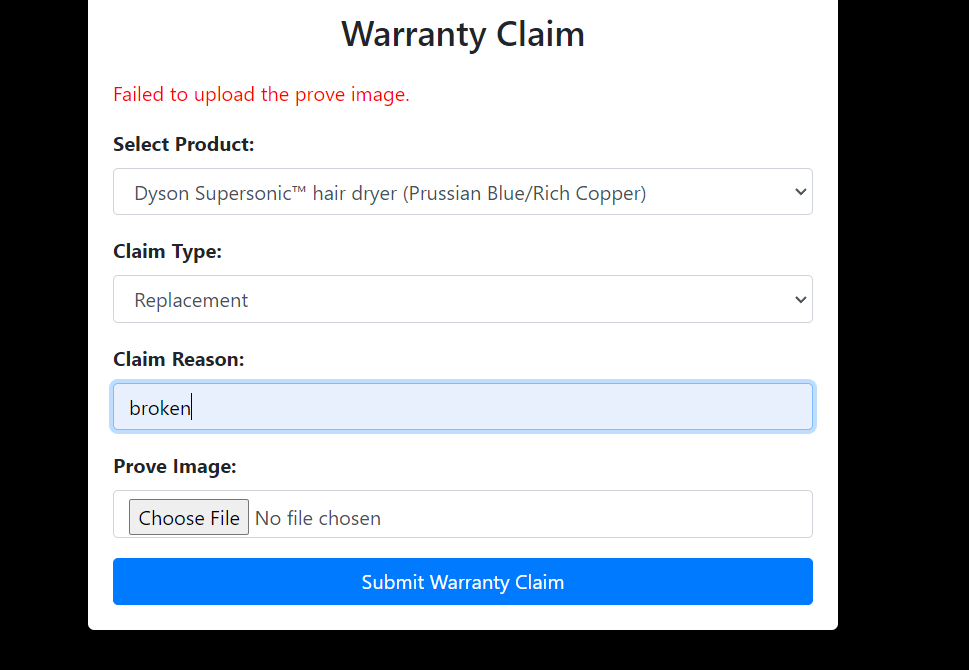 Warranty Claim
Failed to upload the prove image.
Select Product:
Dyson Supersonic™ hair dryer (Prussian Blue/Rich Copper)
Claim Type:
Replacement
Claim Reason:
broken
Prove Image:
Choose File No file chosen
Submit Warranty Claim